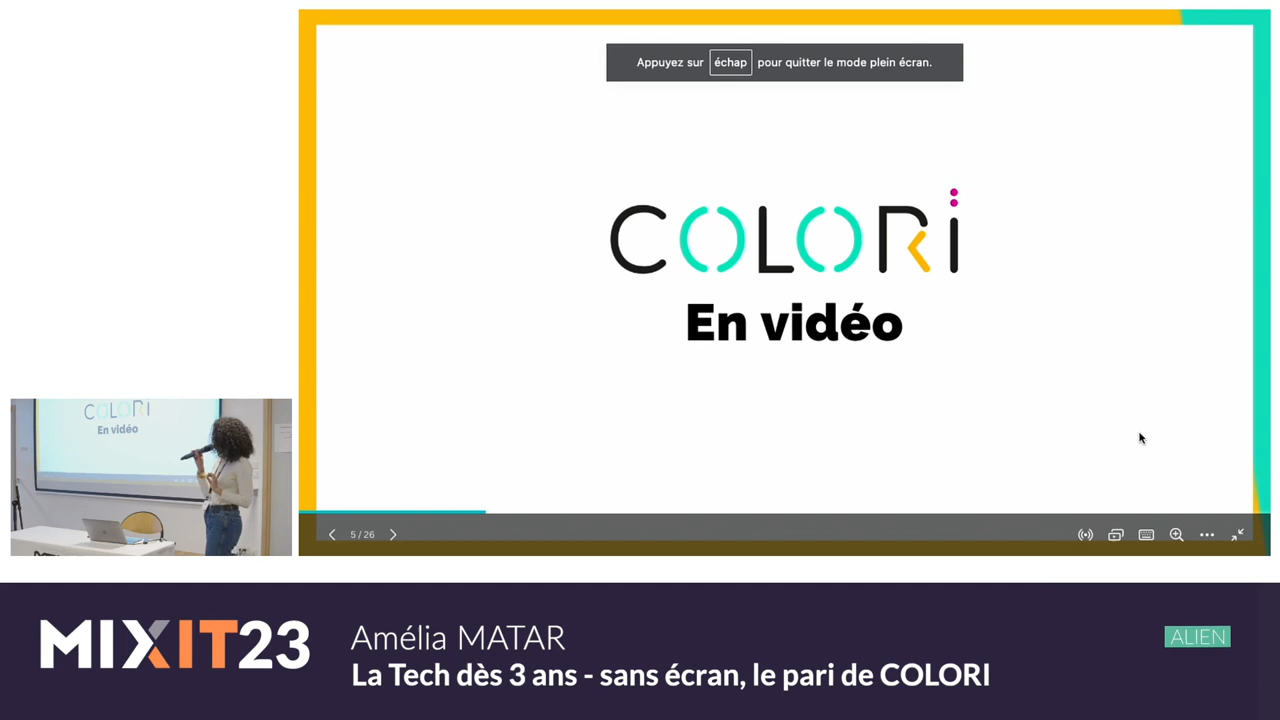 Appuyez sur échap pour quitter le mode plein écran.
COLORi
En vidéo
COLORi
En vidéo
5 / 26
MIXIT23
Amélia MATAR
ALIEN
La Tech dès 3 ans - sans écran, le pari de COLORI